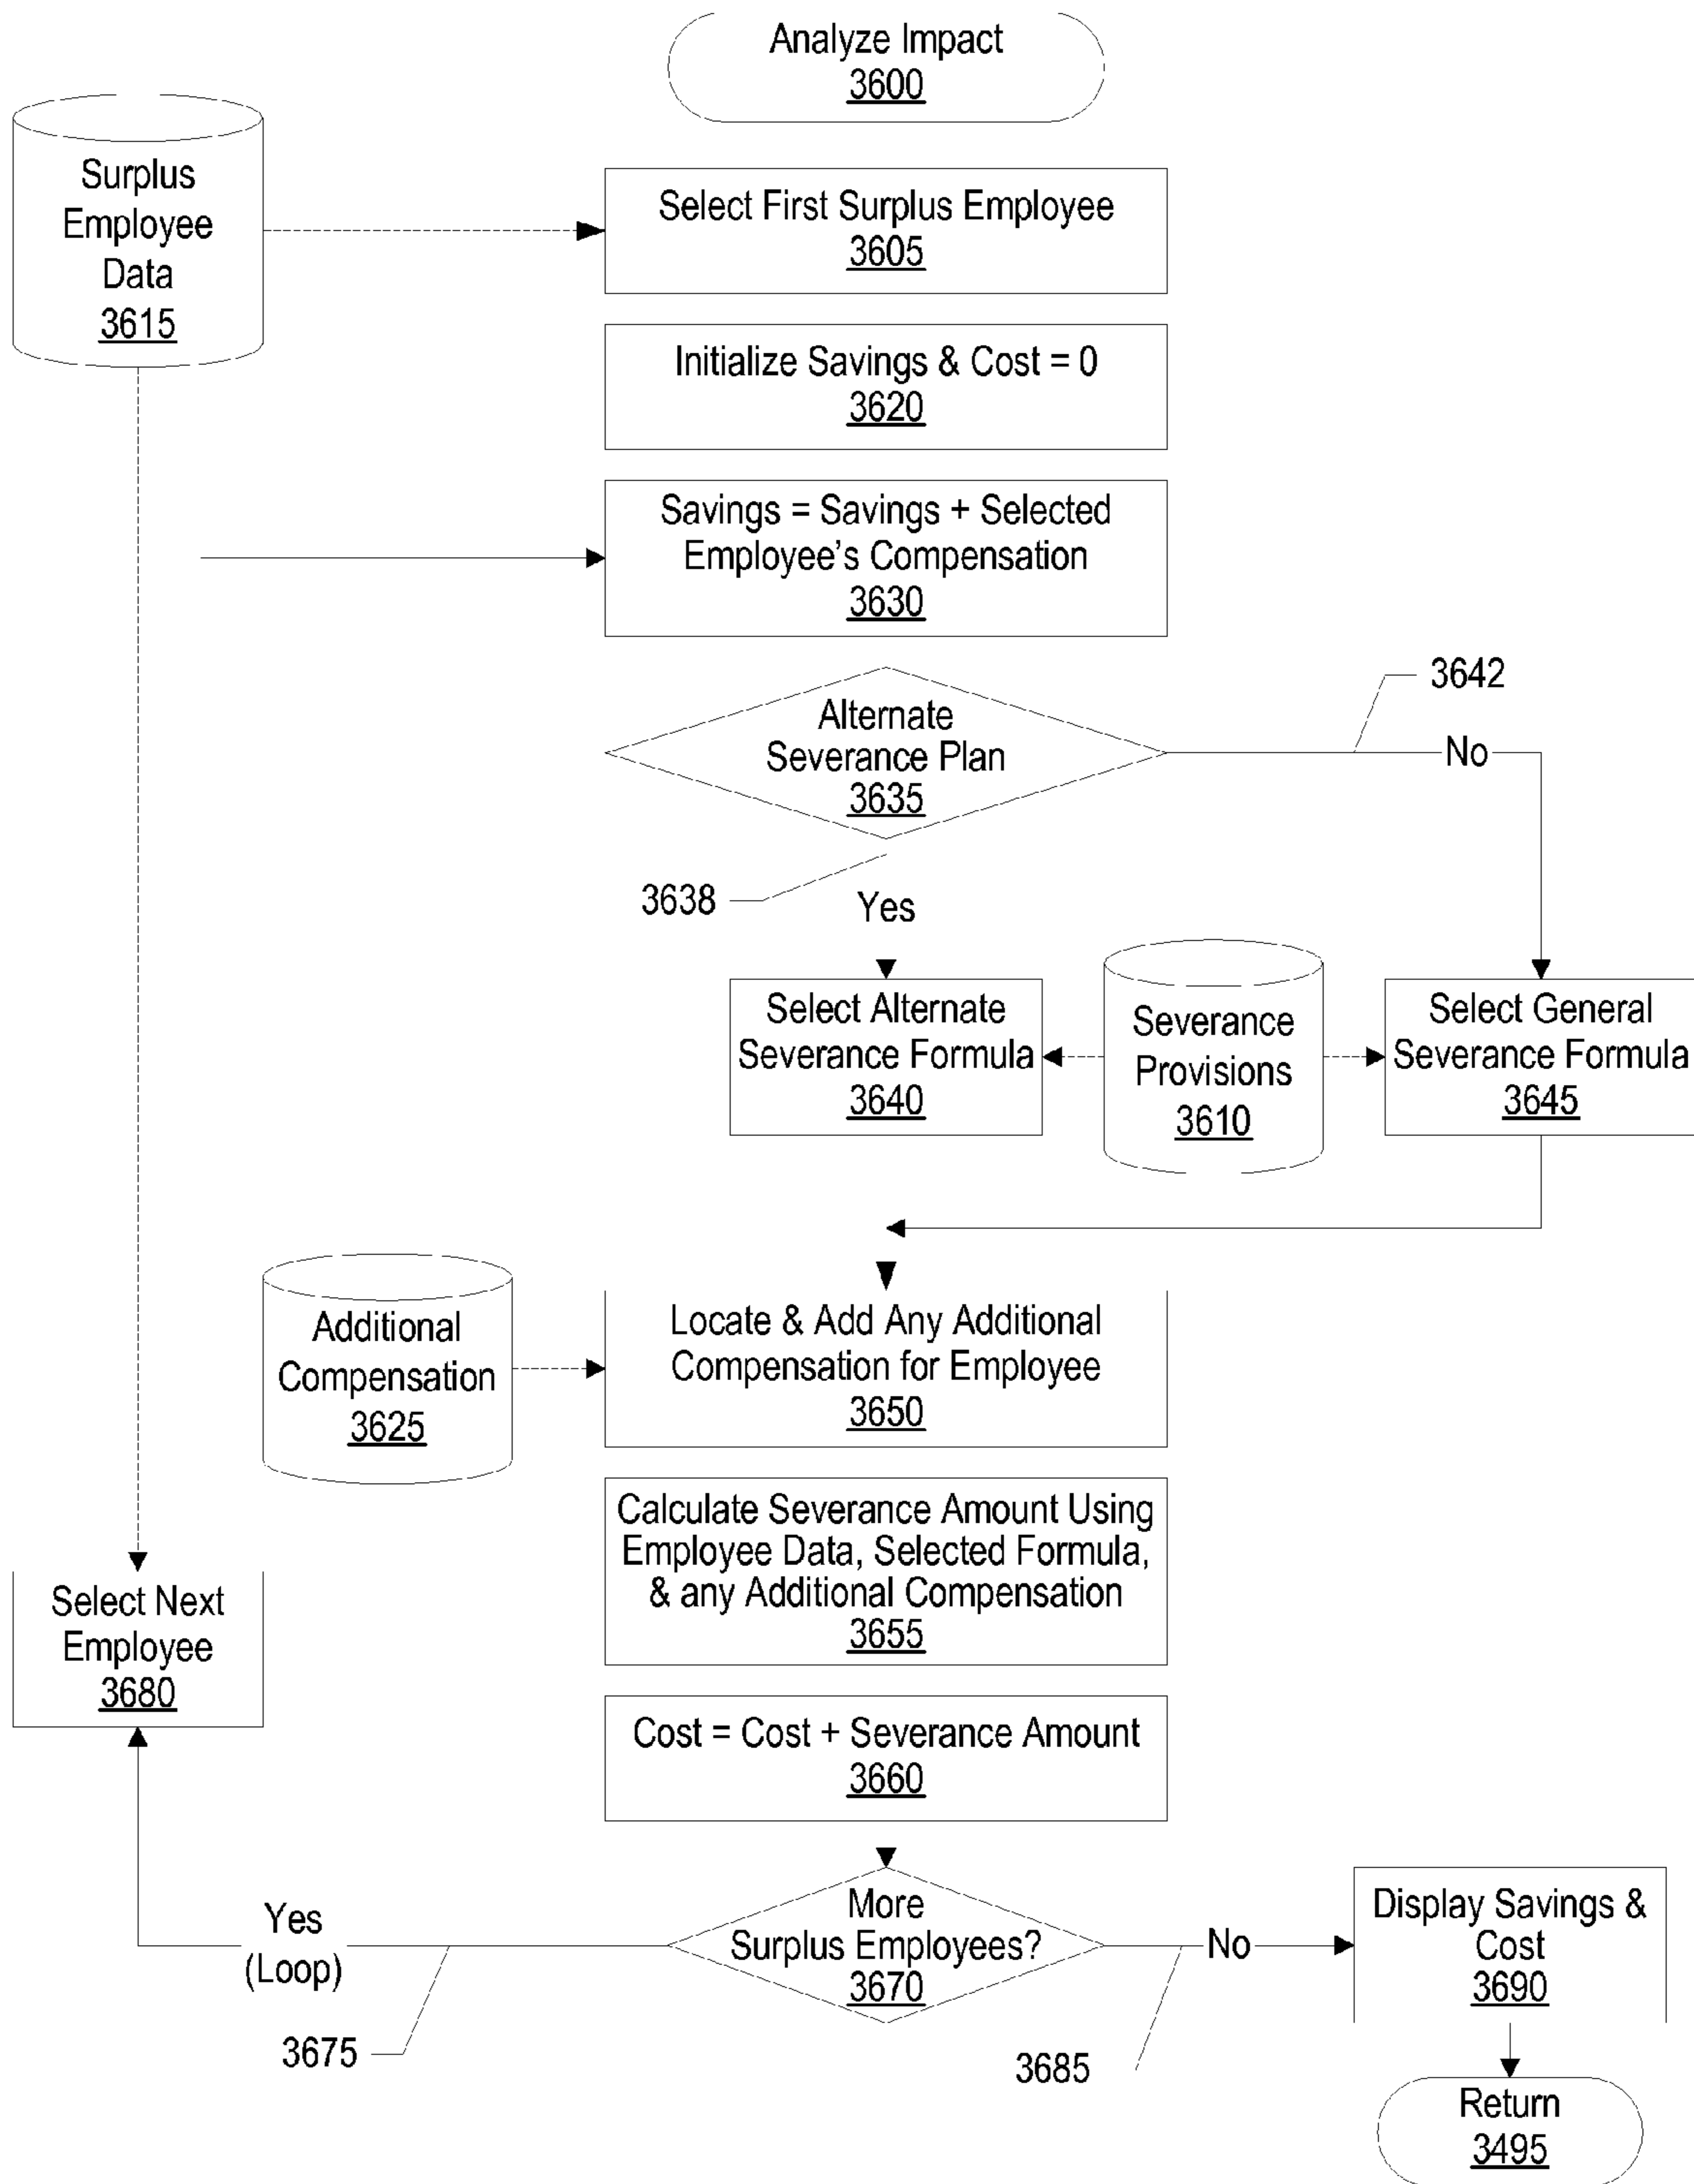 Analyze Impact
3600
Surplus
Employee
Data
3615
Select First Surplus Employee
3605
Initialize Savings & Cost = 0
3620
Savings = Savings + Selected
Employee's Compensation
3630
Alternate
Severance Plan
3635
3642
No
3638
Yes
Select Alternate
Severance Formula
3640
Severance
Provisions
3610
Select General
Severance Formula
3645
Additional
Compensation
3625
Locate & Add Any Additional
Compensation for Employee
3650
Calculate Severance Amount Using
Employee Data, Selected Formula,
& any Additional Compensation
3655
Select Next
Employee
3680
Cost = Cost + Severance Amount
3660
More
Surplus Employees?
3670
Yes
(Loop)
3675
No
3685
Display Savings &
Cost
3690
Return
3495